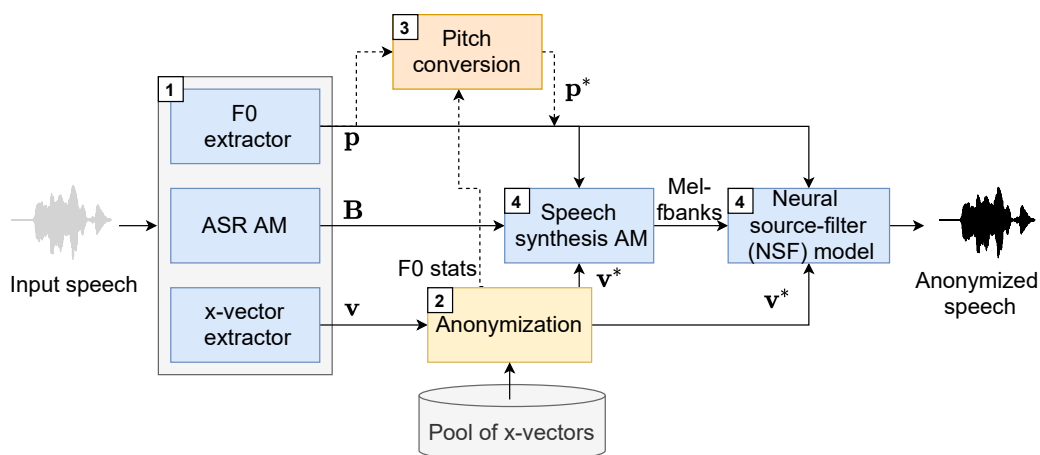 3
Pitch
conversion
p*
1
F0
extractor
p
Mel-
fbanks
ASR AM
B
4
Speech
synthesis AM
4
Neural
source-filter
(NSF) model
Input speech
Anonymized
speech
F0 stats
v*
v*
x-vector
extractor
v
2
Anonymization
Pool of x-vectors